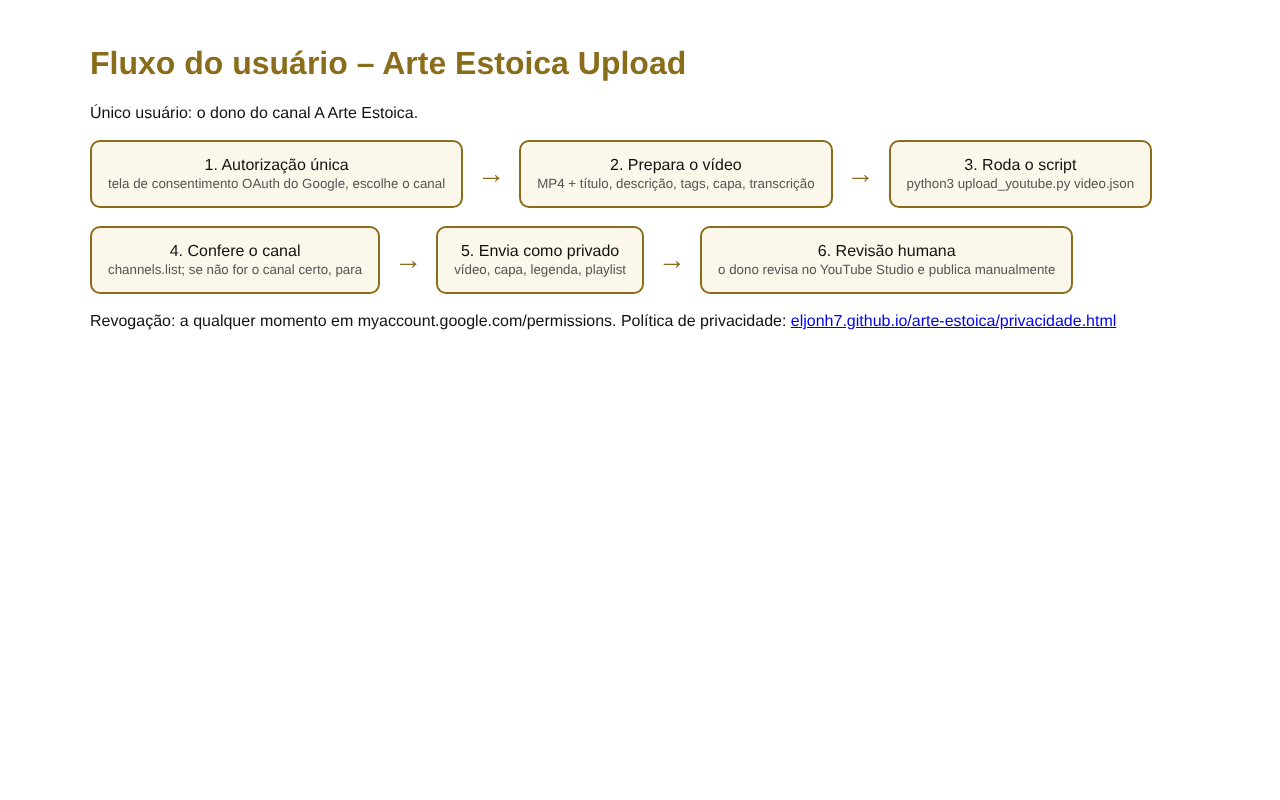 Fluxo do usuário – Arte Estoica Upload
Único usuário: o dono do canal A Arte Estoica.
1. Autorização única
tela de consentimento OAuth do Google, escolhe o canal
→
2. Prepara o vídeo
MP4 + título, descrição, tags, capa, transcrição
→
3. Roda o script
python3 upload_youtube.py video.json
4. Confere o canal
channels.list; se não for o canal certo, para
→
5. Envia como privado
vídeo, capa, legenda, playlist
→
6. Revisão humana
o dono revisa no YouTube Studio e publica manualmente
Revogação: a qualquer momento em myaccount.google.com/permissions. Política de privacidade: eljonh7.github.io/arte-estoica/privacidade.html